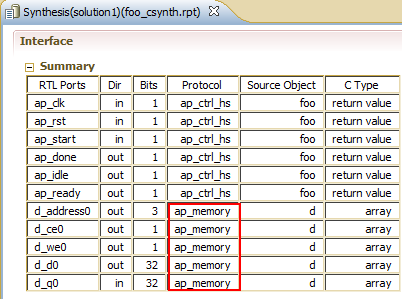 Synthesis(solution1)(foo_csynth.rpt)
Interface
Summary
RTL Ports Dir Bits Protocol Source Object C Type
ap_clk in 1 ap_ctrl_hs foo return value
ap_rst in 1 ap_ctrl_hs foo return value
ap_start in 1 ap_ctrl_hs foo return value
ap_done out 1 ap_ctrl_hs foo return value
ap_idle out 1 ap_ctrl_hs foo return value
ap_ready out 1 ap_ctrl_hs foo return value
d_address0 out 3 ap_memory d array
d_ce0 out 1 ap_memory d array
d_we0 out 1 ap_memory d array
d_d0 out 32 ap_memory d array
d_q0 in 32 ap_memory d array